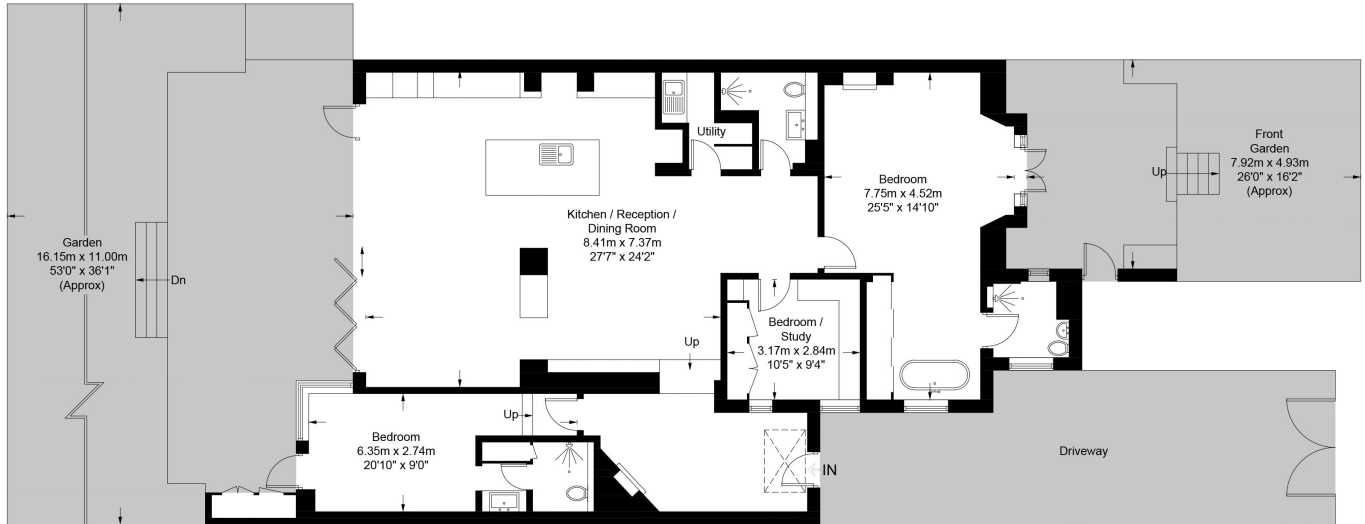 Garden
16.15m x 11.00m
53'0" x 36'1"
(Approx)
Dn
Kitchen / Reception /
Dining Room
8.41m x 7.37m
27'7" x 24'2"
Utility
Bedroom
7.75m x 4.52m
25'5" x 14'10"
Up
Front
Garden
7.92m x 4.93m
26'0" x 16'2"
(Approx)
Bedroom /
Study
3.17m x 2.84m
10'5" x 9'4"
Up
Up
Bedroom
6.35m x 2.74m
20'10" x 9'0"
IN
Driveway